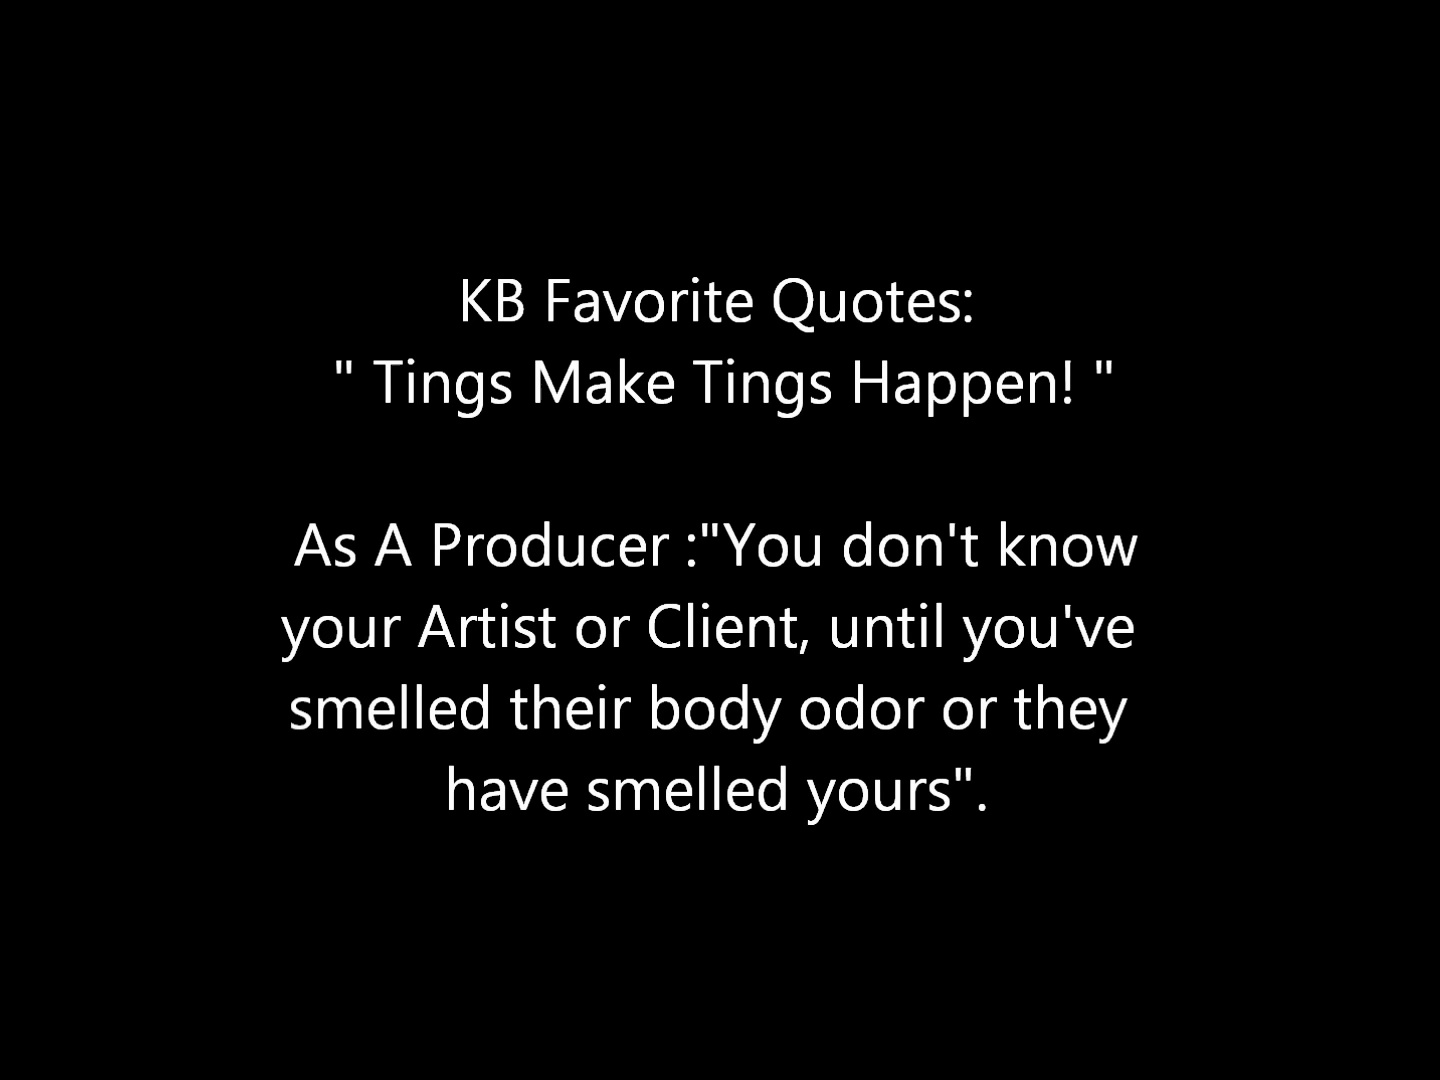 KB Favorite Quotes:
" Tings Make Tings Happen! "
As A Producer :"You don't know
your Artist or Client, until you've
smelled their body odor or they
have smelled yours".